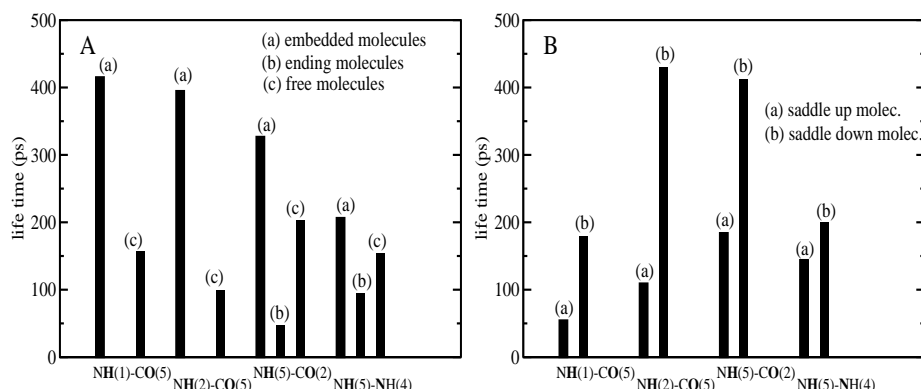 A
(a) embedded molecules
(b) ending molecules
(c) free molecules
life time (ps)
500
400
300
200
100
0
(a)
(c)
(a)
(c)
(a)
(b)
(c)
(a)
(b)
(c)
NH(1)-CO(5)
NH(2)-CO(5)
NH(5)-CO(2)
NH(5)-NH(4)
B
(a) saddle up molec.
(b) saddle down molec.
life time (ps)
500
400
300
200
100
0
(a)
(b)
(a)
(b)
(a)
(b)
(a)
(b)
NH(1)-CO(5)
NH(2)-CO(5)
NH(5)-CO(2)
NH(5)-NH(4)